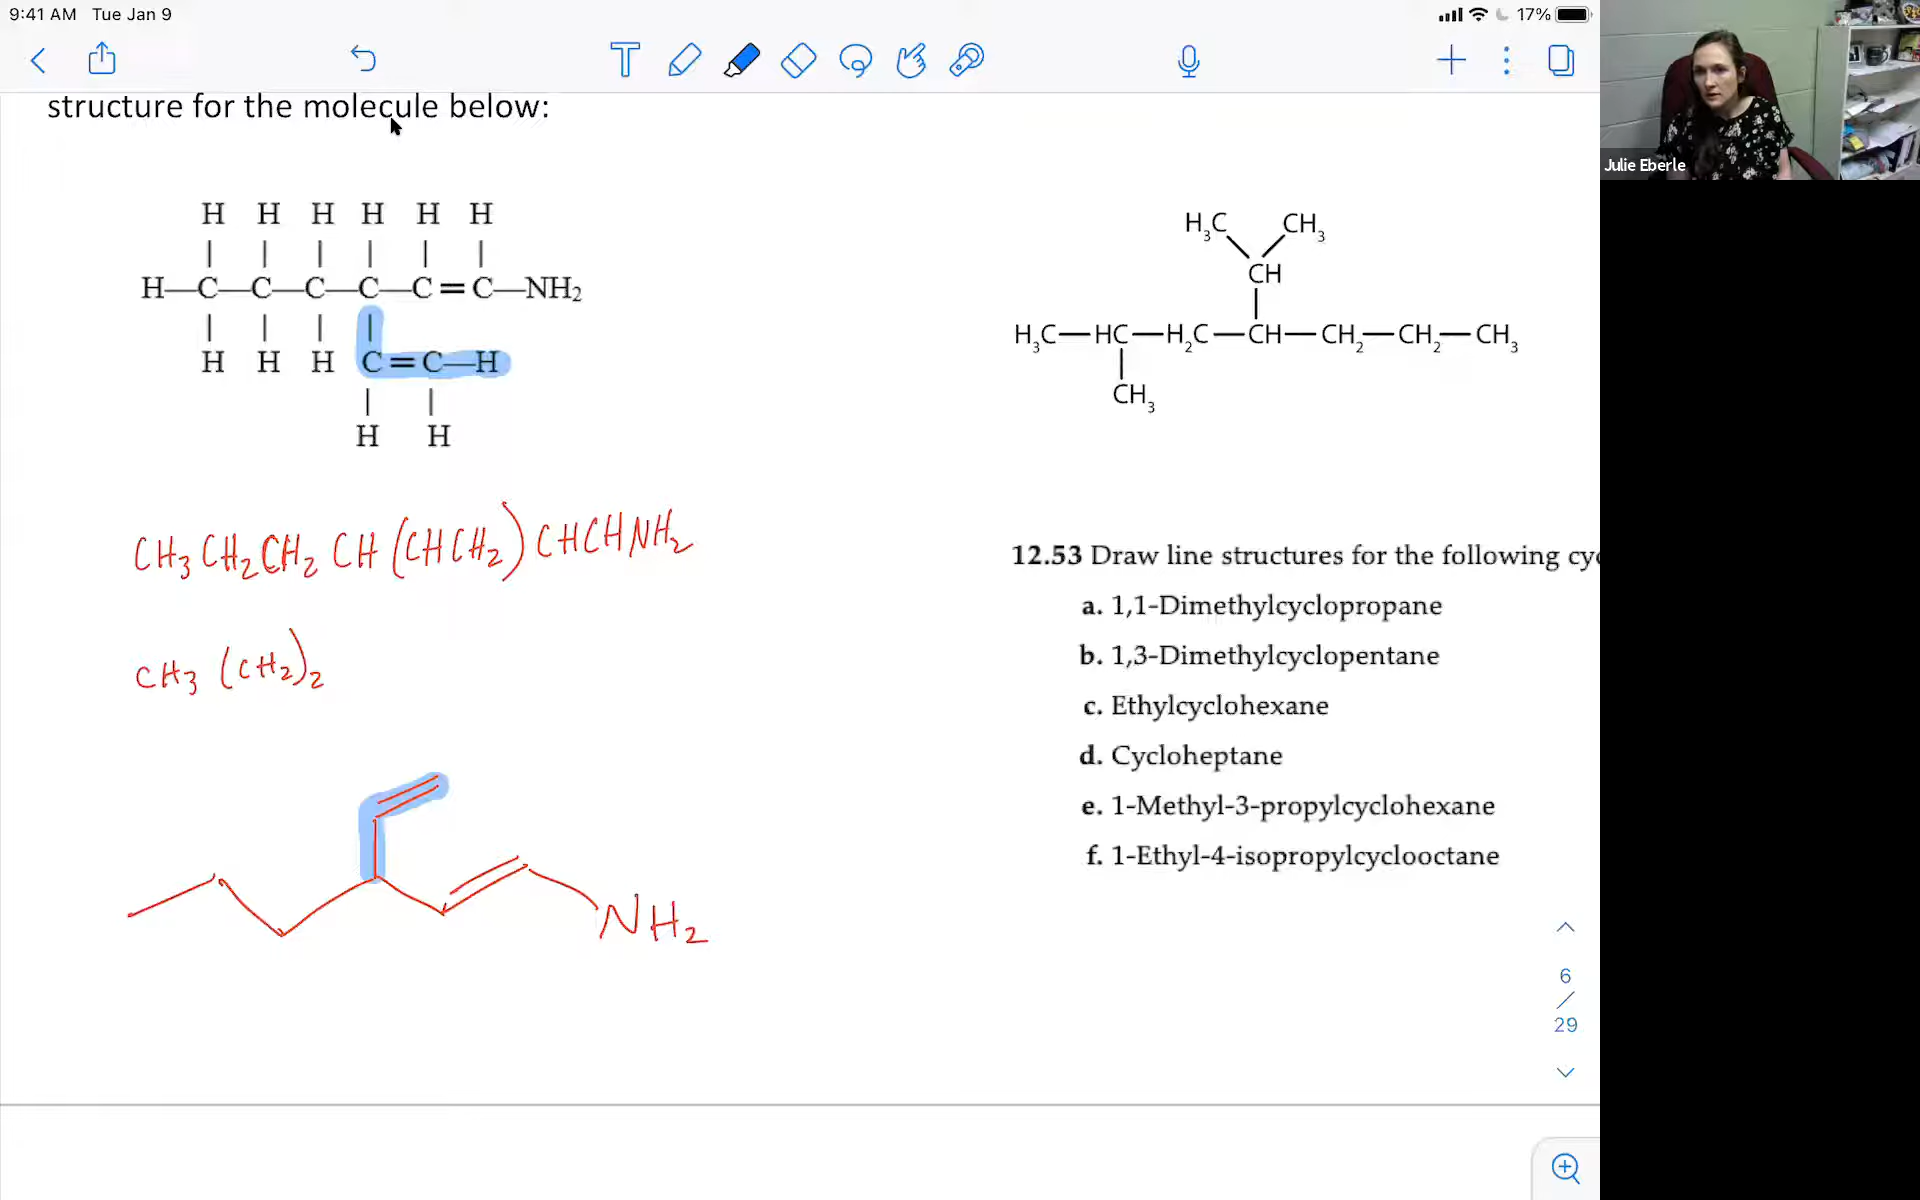 9:41 AM Tue Jan 9
17%
structure for the molecule below:
H H H H H H
| | | | | |
H—C—C—C—C—C=C—NH₂
| | | |
H H H C=C—H
| |
H H
H₃C CH₃
CH
H₃C—HC—H₂C—CH—CH₂—CH₂—CH₃
CH₃
CH₃CH₂CH₂CH(CHCH₂)CHCHNH₂
CH₃(CH₂)₂
NH₂
12.53 Draw line structures for the following cy
a. 1,1-Dimethylcyclopropane
b. 1,3-Dimethylcyclopentane
c. Ethylcyclohexane
d. Cycloheptane
e. 1-Methyl-3-propylcyclohexane
f. 1-Ethyl-4-isopropylcyclooctane
6
/
29
Julie Eberle